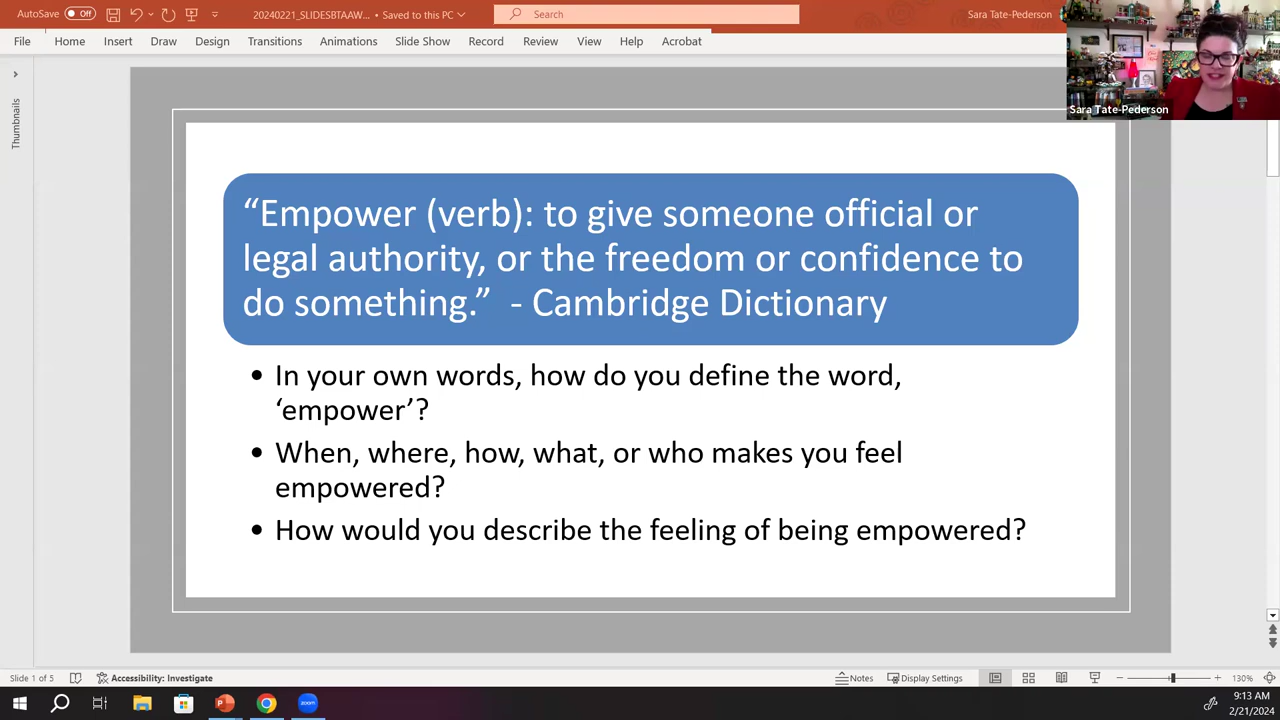 AutoSave Off 20240221_SLIDESBTAAW... • Saved to this PC Search Sara Tate-Pederson
File Home Insert Draw Design Transitions Animations Slide Show Record Review View Help Acrobat
Sara Tate-Pederson
Thumbnails
“Empower (verb): to give someone official or
legal authority, or the freedom or confidence to
do something.” - Cambridge Dictionary
• In your own words, how do you define the word,
‘empower’?
• When, where, how, what, or who makes you feel
empowered?
• How would you describe the feeling of being empowered?
Slide 1 of 5 Accessibility: Investigate Notes Display Settings 130%
zoom
9:13 AM
2/21/2024